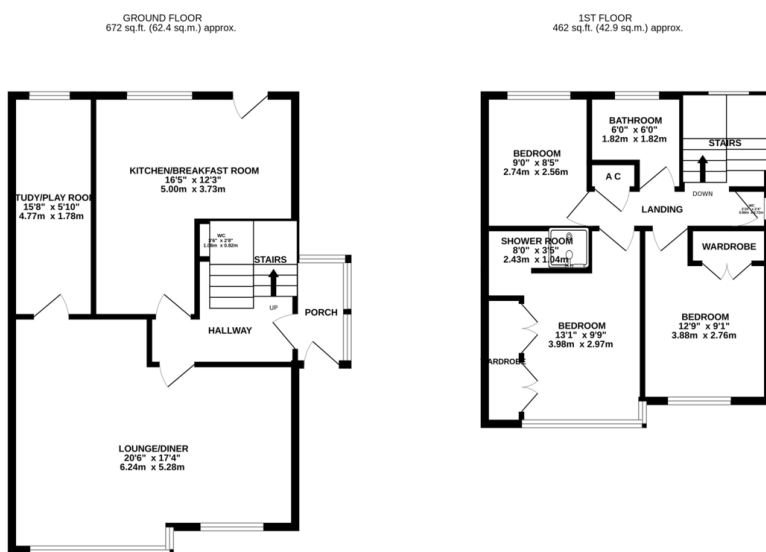 GROUND FLOOR
672 sq.ft. (62.4 sq.m.) approx.
1ST FLOOR
462 sq.ft. (42.9 sq.m.) approx.
KITCHEN/BREAKFAST ROOM
16'5" x 12'3"
5.00m x 3.73m
TUDY/PLAY ROO
15'8" x 5'10"
4.77m x 1.78m
WC
STAIRS
UP
HALLWAY
PORCH
LOUNGE/DINER
20'6" x 17'4"
6.24m x 5.28m
BEDROOM
9'0" x 8'5"
2.74m x 2.56m
BATHROOM
6'0" x 6'0"
1.82m x 1.82m
STAIRS
A C
DOWN
LANDING
WC
SHOWER ROOM
8'0" x 3'5"
2.43m x 1.04m
WARDROBE
BEDROOM
13'1" x 9'9"
3.98m x 2.97m
BEDROOM
12'9" x 9'1"
3.88m x 2.76m
ARDROBE